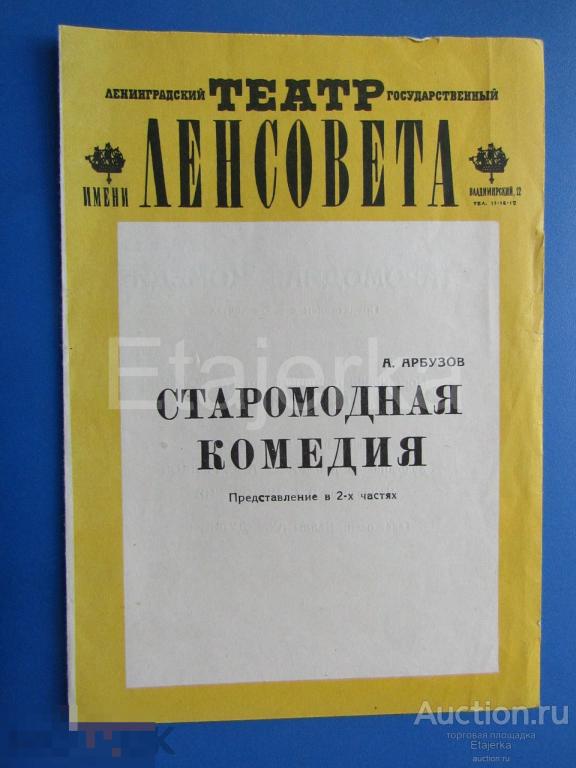 ЛЕНИНГРАДСКИЙ ТЕАТР ГОСУДАРСТВЕННЫЙ
ИМЕНИ ЛЕНСОВЕТА ВЛАДИМИРСКИЙ, 12
ТЕЛ.
Etajerka
А. АРБУЗОВ
СТАРОМОДНАЯ
КОМЕДИЯ
Представление в 2-х частях
Auction.ru
торговая площадка
Etajerka
auction.ru